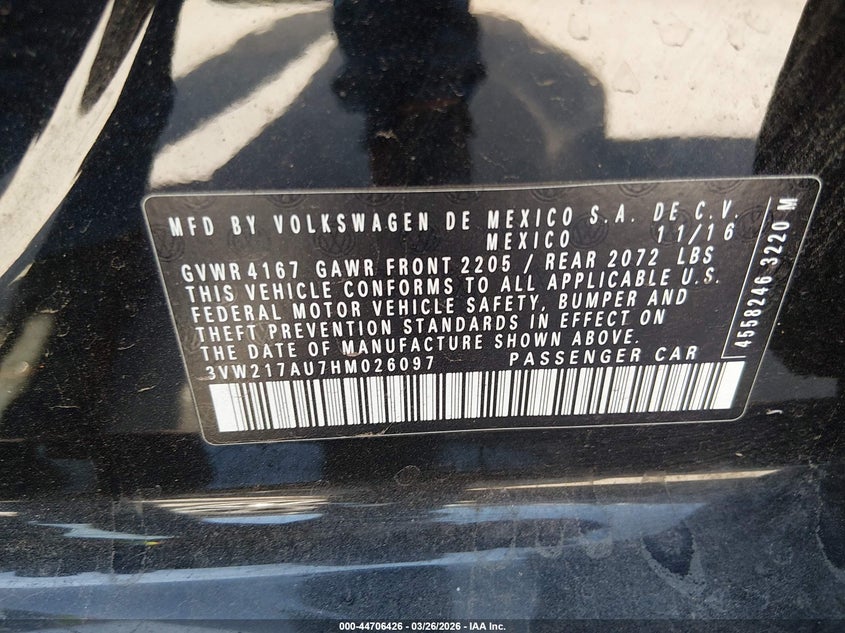 MFD BY VOLKSWAGEN DE MEXICO S.A. DE C.V.
MEXICO 11/16
GVWR 4167 GAWR FRONT 2205 / REAR 2072 LBS
THIS VEHICLE CONFORMS TO ALL APPLICABLE U.S.
FEDERAL MOTOR VEHICLE SAFETY, BUMPER AND
THEFT PREVENTION STANDARDS IN EFFECT ON
THE DATE OF MANUFACTURE SHOWN ABOVE.
3VW217AU7HM026097 PASSENGER CAR
4558246 3220 M
000-44706426 - 03/26/2026 - IAA Inc.